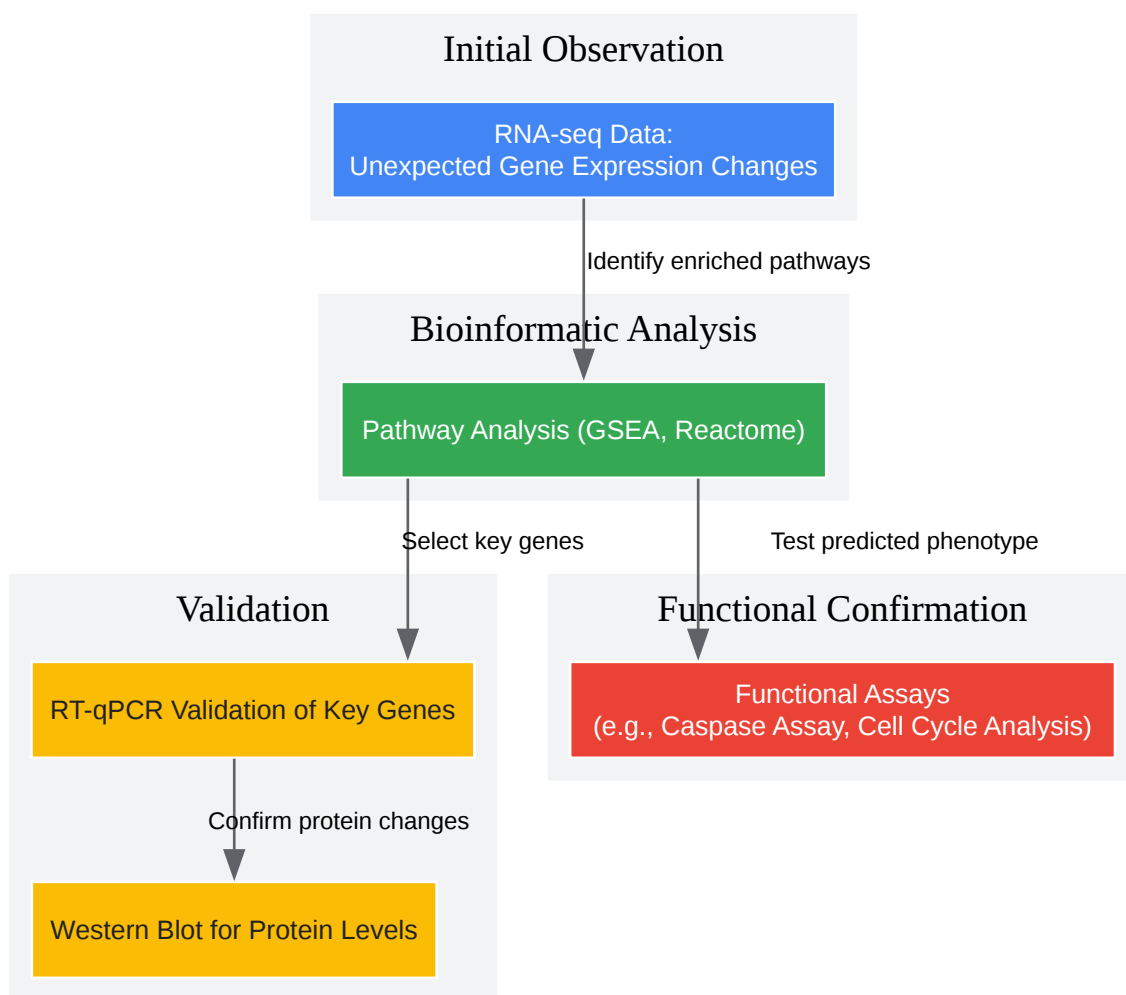 Initial Observation
RNA-seq Data:
Unexpected Gene Expression Changes
Identify enriched pathways
Bioinformatic Analysis
Pathway Analysis (GSEA, Reactome)
Select key genes
Test predicted phenotype
Validation
Functional Confirmation
RT-qPCR Validation of Key Genes
Functional Assays
(e.g., Caspase Assay, Cell Cycle Analysis)
Confirm protein changes
Western Blot for Protein Levels